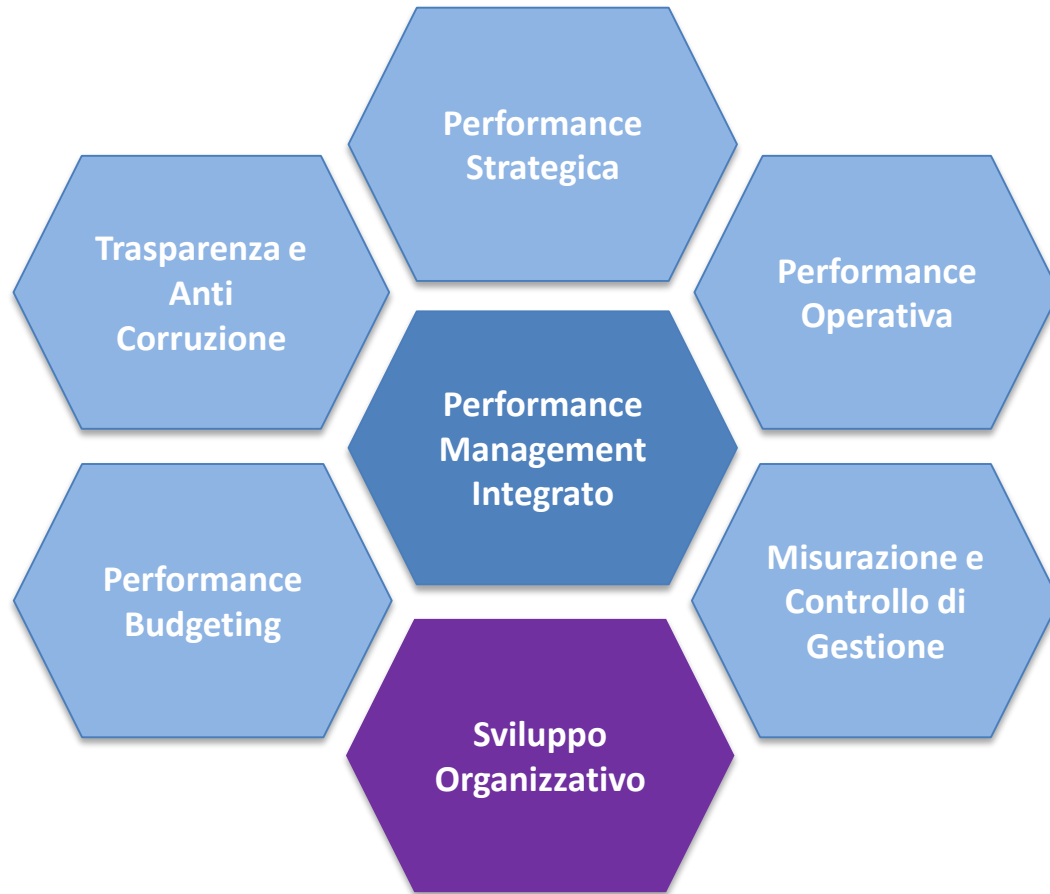 Performance
Strategica
Trasparenza e
Anti
Corruzione
Performance
Operativa
Performance
Management
Integrato
Performance
Budgeting
Misurazione e
Controllo di
Gestione
Sviluppo
Organizzativo